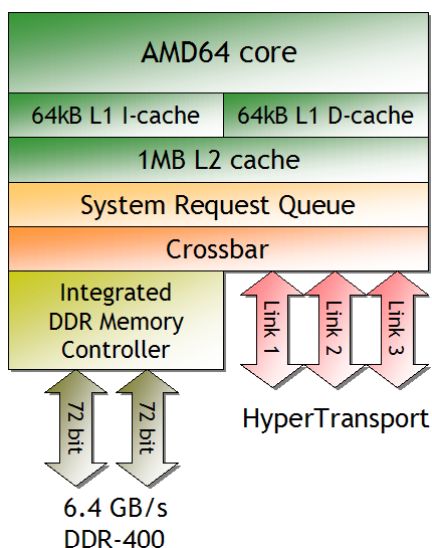 AMD64 core
64kB L1 I-cache
64kB L1 D-cache
1MB L2 cache
System Request Queue
Crossbar
Integrated
DDR Memory
Controller
Link 1
Link 2
Link 3
HyperTransport
72 bit
72 bit
6.4 GB/s
DDR-400